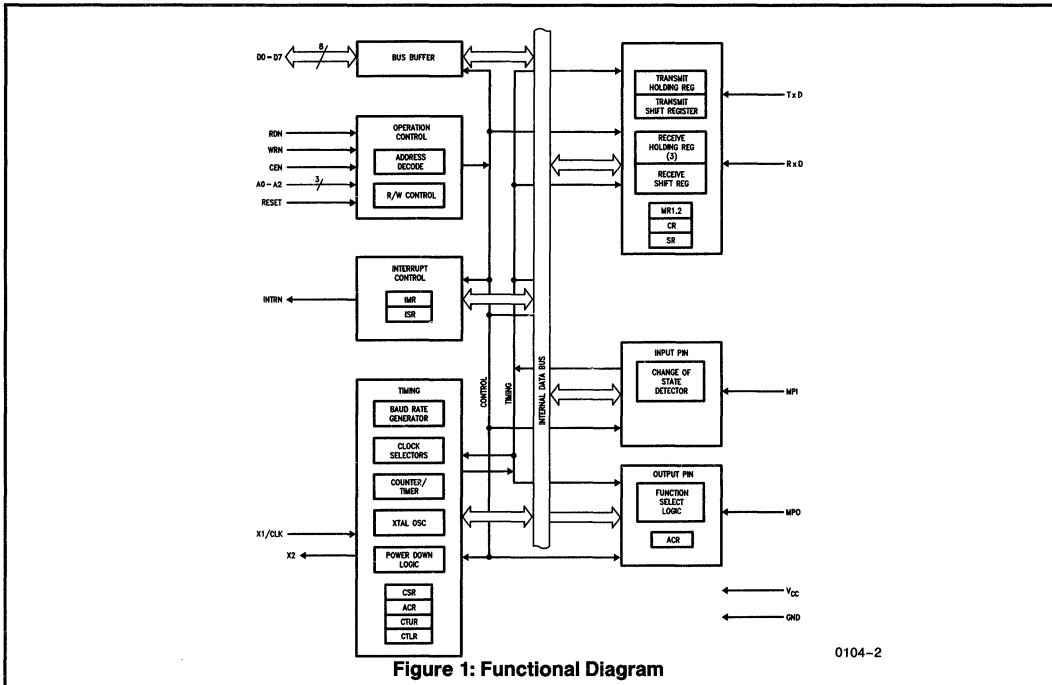 D0-D7
8
BUS BUFFER
RDN
WRN
CEN
A0-A2
3
RESET
OPERATION
CONTROL
ADDRESS
DECODE
R/W CONTROL
INTRN
INTERRUPT
CONTROL
IMR
ISR
X1/CLK
X2
TIMING
BAUD RATE
GENERATOR
CLOCK
SELECTORS
COUNTER/
TIMER
XTAL OSC
POWER DOWN
LOGIC
CSR
ACR
CTUR
CTLR
CONTROL
TIMING
INTERNAL DATA BUS
TRANSMIT
HOLDING REG
TRANSMIT
SHIFT REGISTER
RECEIVE
HOLDING REG
(3)
RECEIVE
SHIFT REG
MR1.2
CR
SR
TxD
RxD
INPUT PIN
CHANGE OF
STATE
DETECTOR
MPI
OUTPUT PIN
FUNCTION
SELECT
LOGIC
ACR
MPO
VCC
GND
0104-2
Figure 1: Functional Diagram